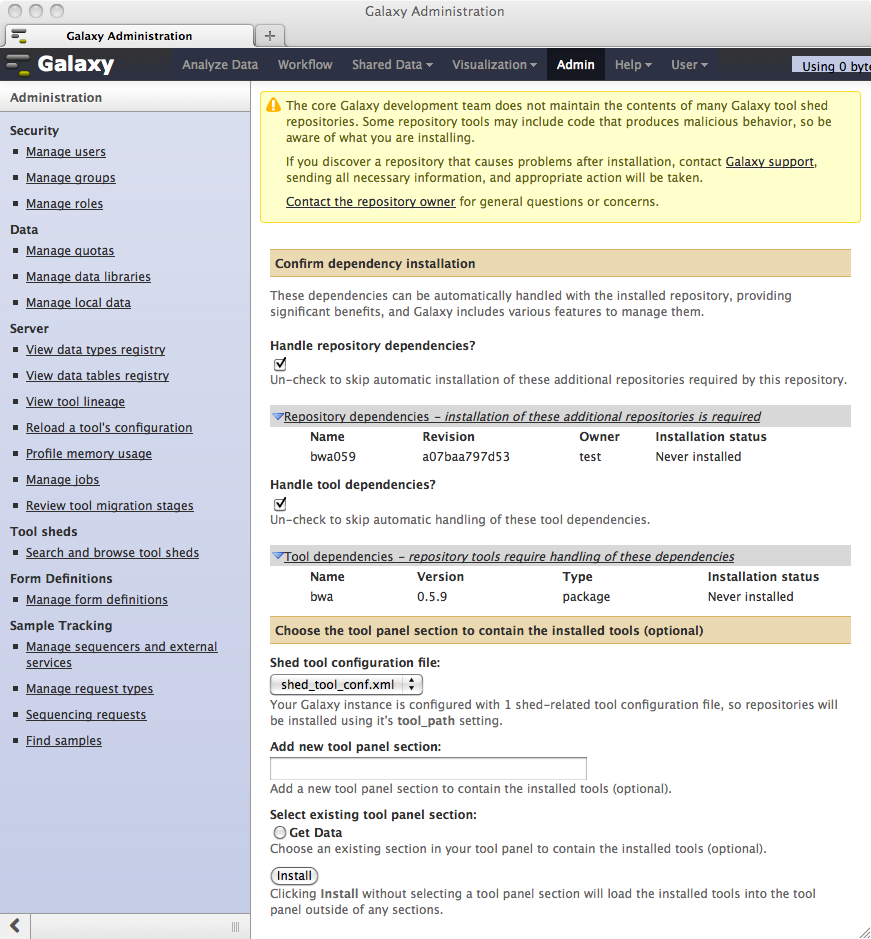 Galaxy Administration
Galaxy Administration
Galaxy
Analyze Data
Workflow
Shared Data
Visualization
Admin
Help
User
Using 0 byte
Administration
Security
Manage users
Manage groups
Manage roles
Data
Manage quotas
Manage data libraries
Manage local data
Server
View data types registry
View data tables registry
View tool lineage
Reload a tool's configuration
Profile memory usage
Manage jobs
Review tool migration stages
Tool sheds
Search and browse tool sheds
Form Definitions
Manage form definitions
Sample Tracking
Manage sequencers and external
services
Manage request types
Sequencing requests
Find samples
The core Galaxy development team does not maintain the contents of many Galaxy tool shed
repositories. Some repository tools may include code that produces malicious behavior, so be
aware of what you are installing.
If you discover a repository that causes problems after installation, contact Galaxy support,
sending all necessary information, and appropriate action will be taken.
Contact the repository owner for general questions or concerns.
Confirm dependency installation
These dependencies can be automatically handled with the installed repository, providing
significant benefits, and Galaxy includes various features to manage them.
Handle repository dependencies?
Un-check to skip automatic installation of these additional repositories required by this repository.
Repository dependencies - installation of these additional repositories is required
Name Revision Owner Installation status
bwa059 a07baa797d53 test Never installed
Handle tool dependencies?
Un-check to skip automatic handling of these tool dependencies.
Tool dependencies - repository tools require handling of these dependencies
Name Version Type Installation status
bwa 0.5.9 package Never installed
Choose the tool panel section to contain the installed tools (optional)
Shed tool configuration file:
shed_tool_conf.xml
Your Galaxy instance is configured with 1 shed-related tool configuration file, so repositories will
be installed using it's tool_path setting.
Add new tool panel section:
Add a new tool panel section to contain the installed tools (optional).
Select existing tool panel section:
Get Data
Choose an existing section in your tool panel to contain the installed tools (optional).
Install
Clicking Install without selecting a tool panel section will load the installed tools into the tool
panel outside of any sections.